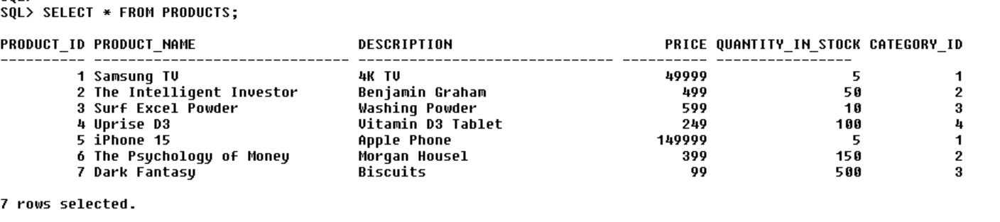 SQL> SELECT * FROM PRODUCTS;
PRODUCT_ID PRODUCT_NAME DESCRIPTION PRICE QUANTITY_IN_STOCK CATEGORY_ID
---------- ------------------------------ ------------------------------ ---------- ----------------
1 Samsung TV 4K TV 49999 5 1
2 The Intelligent Investor Benjamin Graham 499 50 2
3 Surf Excel Powder Washing Powder 599 10 3
4 Uprise D3 Vitamin D3 Tablet 249 100 4
5 iPhone 15 Apple Phone 149999 5 1
6 The Psychology of Money Morgan Housel 399 150 2
7 Dark Fantasy Biscuits 99 500 3
7 rows selected.